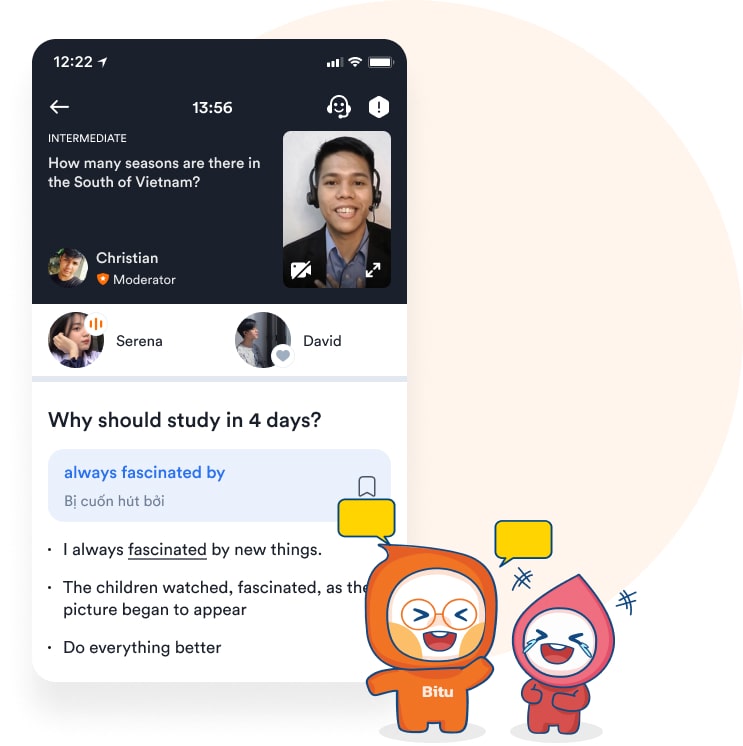 12:22
13:56
INTERMEDIATE
How many seasons are there in
the South of Vietnam?
Christian
Moderator
Serena
David
Why should study in 4 days?
always fascinated by
Bị cuốn hút bởi
· I always fascinated by new things.
· The children watched, fascinated, as the
picture began to appear
· Do everything better
Bitu